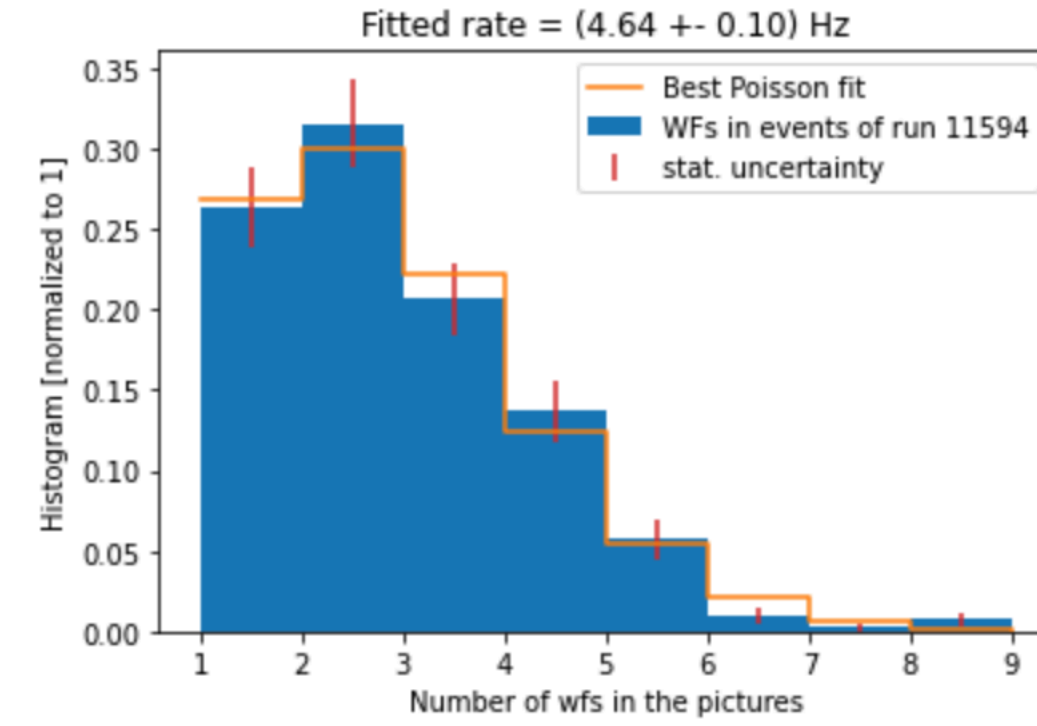 Fitted rate = (4.64 +- 0.10) Hz
Best Poisson fit
WFs in events of run 11594
stat. uncertainty
Histogram [normalized to 1]
0.35
0.30
0.25
0.20
0.15
0.10
0.05
0.00
1 2 3 4 5 6 7 8 9
Number of wfs in the pictures